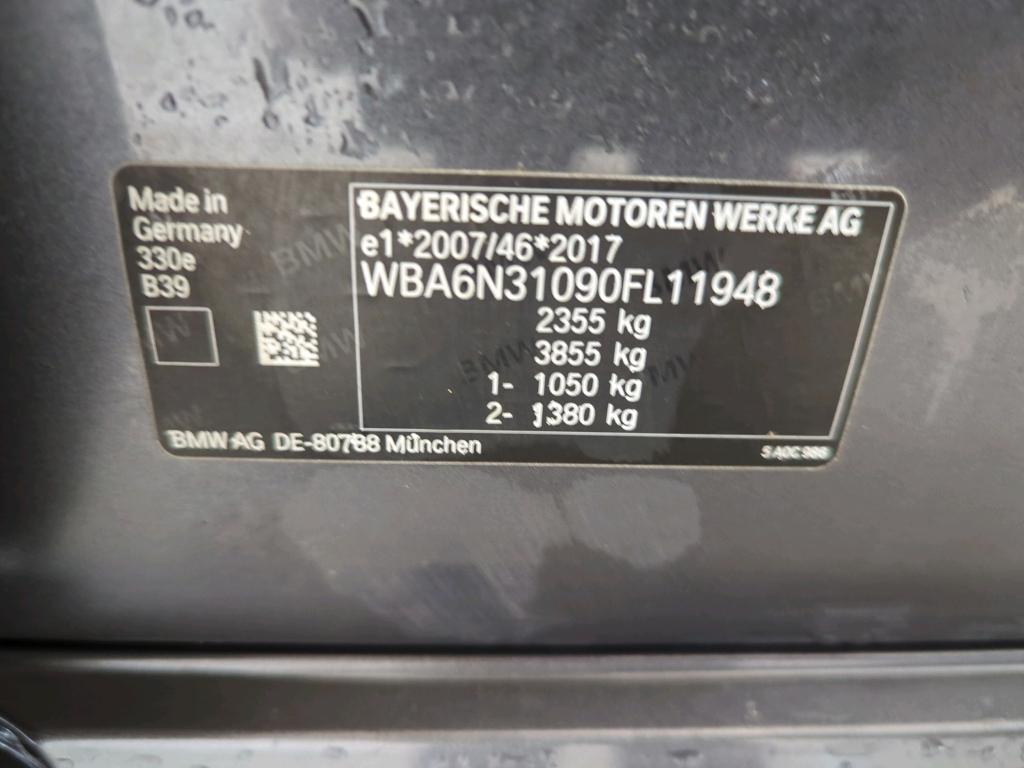 Made in
Germany
330e
B39
BAYERISCHE MOTOREN WERKE AG
e1*2007/46*2017
WBA6N31090FL11948
2355 kg
3855 kg
1- 1050 kg
2- 1380 kg
BMW AG DE-80788 München